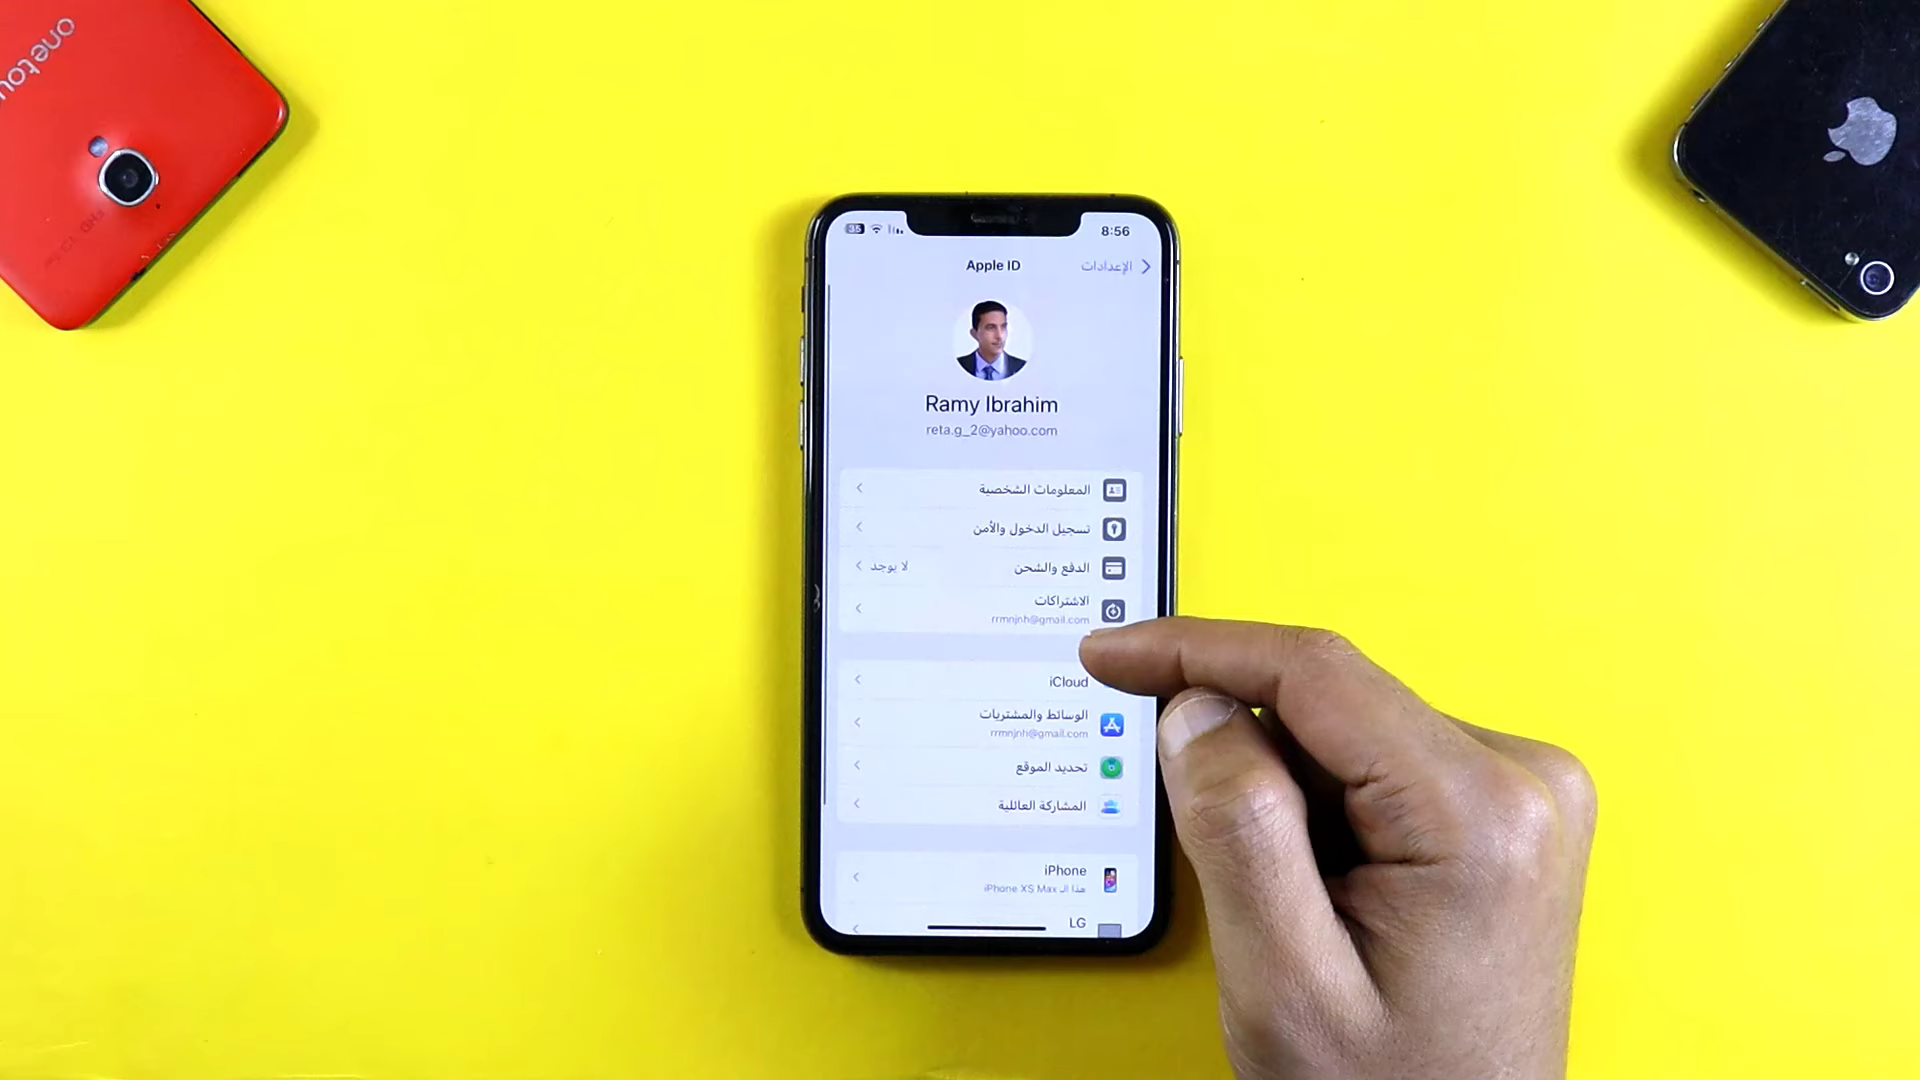 onetou
35
8:56
الإعدادات
Apple ID
Ramy Ibrahim
reta.g_2@yahoo.com
المعلومات الشخصية
تسجيل الدخول والأمن
الدفع والشحن لا يوجد
الاشتراكات
rrmnjnh@gmail.com
iCloud
الوسائط والمشتريات
rrmnjnh@gmail.com
تحديد الموقع
المشاركة العائلية
iPhone
هذا الـ iPhone XS Max
LG